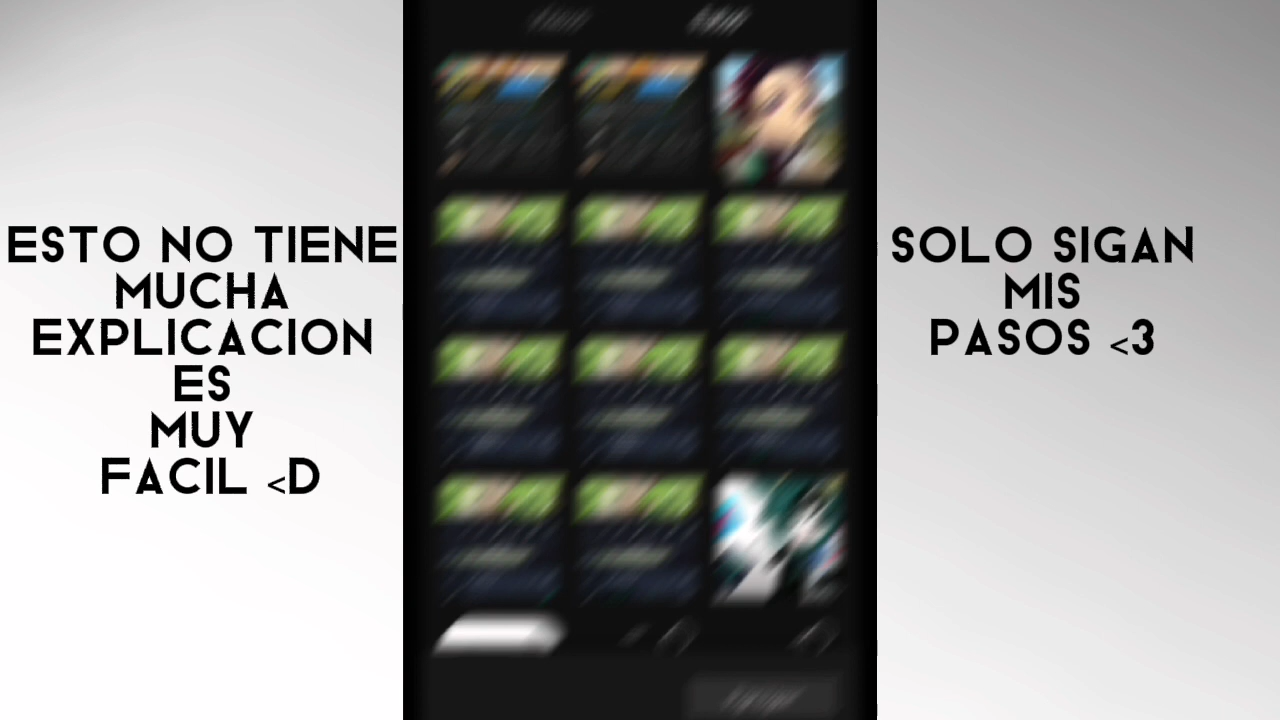 ESTO NO TIENE
MUCHA
EXPLICACION
ES
MUY
FACIL <D
SOLO SIGAN
MIS
PASOS <3